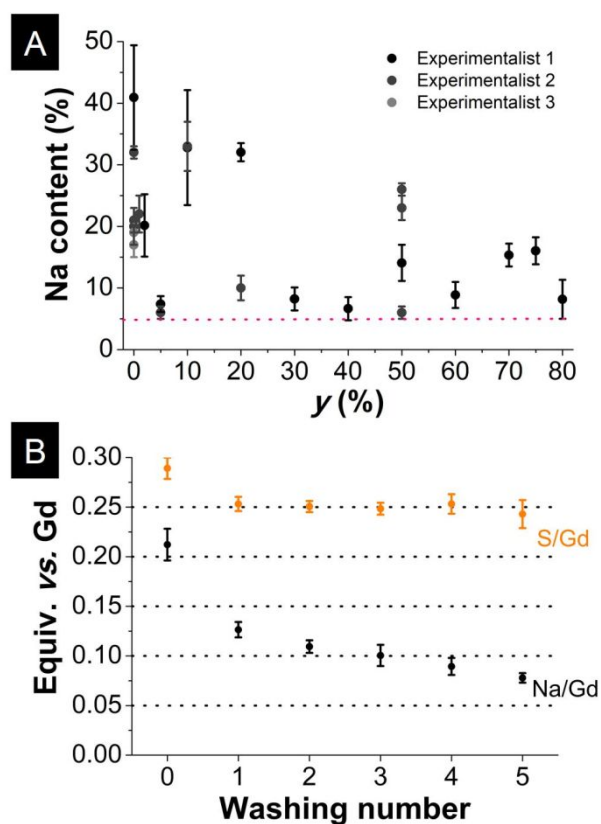 A
Na content (%)
50
40
30
20
10
0
Experimentalist 1
Experimentalist 2
Experimentalist 3
0 10 20 30 40 50 60 70 80
y (%)
B
Equiv. vs. Gd
0.30
0.25
0.20
0.15
0.10
0.05
0.00
S/Gd
Na/Gd
0 1 2 3 4 5
Washing number